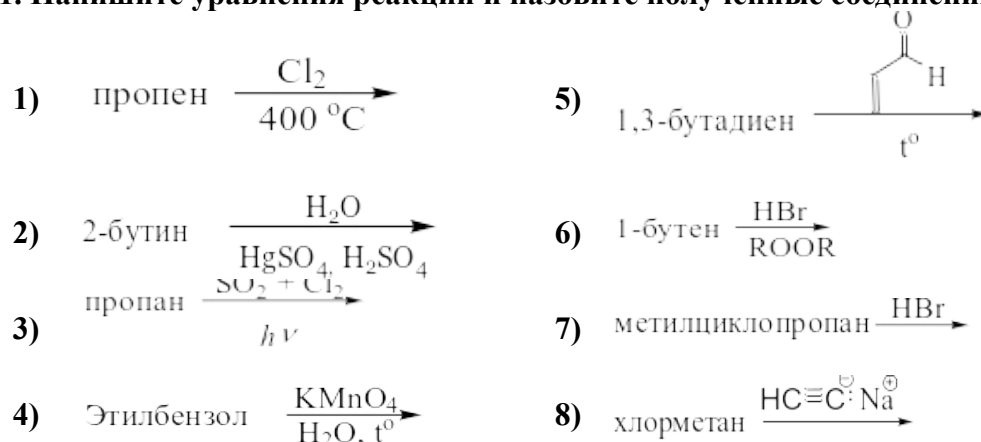 1. Напишите уравнения реакции и назовите полученные соединени
1) пропен Cl₂ 400 °C
2) 2-бутин H₂O HgSO₄, H₂SO₄
3) пропан SO₂ + Cl₂ hν
4) Этилбензол KMnO₄ H₂O, t°
5) 1,3-бутадиен O H t°
6) 1-бутен HBr ROOR
7) метилциклопропан HBr
8) хлорметан HC≡C:⊖ Na⊕